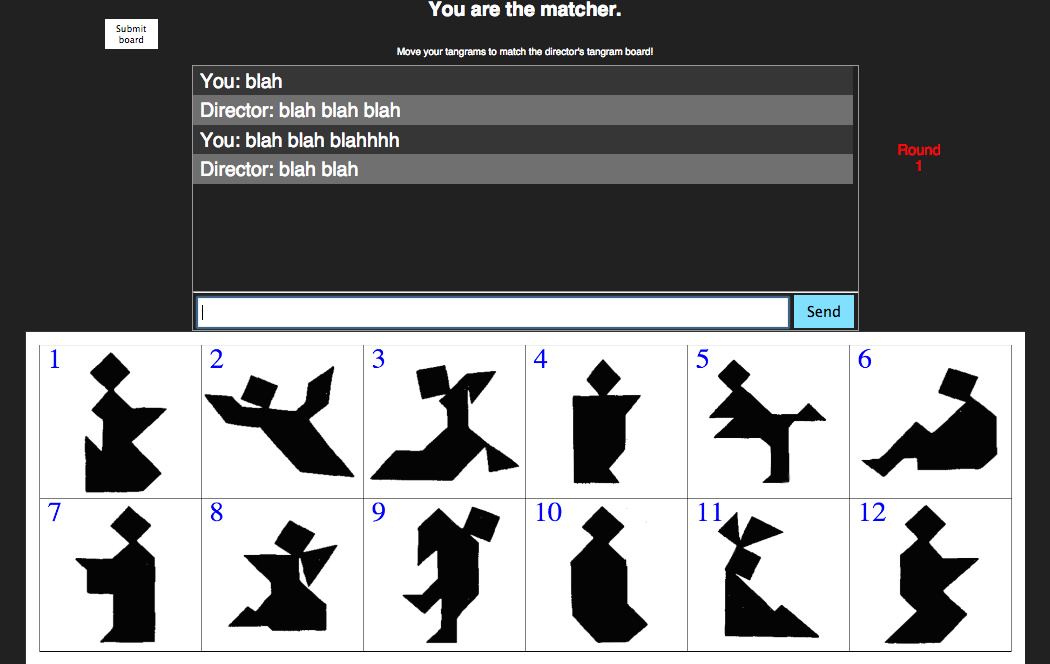 You are the matcher.
Submit
board
Move your tangrams to match the director's tangram board!
You: blah
Director: blah blah blah
You: blah blah blahhhh
Director: blah blah
Round
1
Send
1 2 3 4 5 6
7 8 9 10 11 12